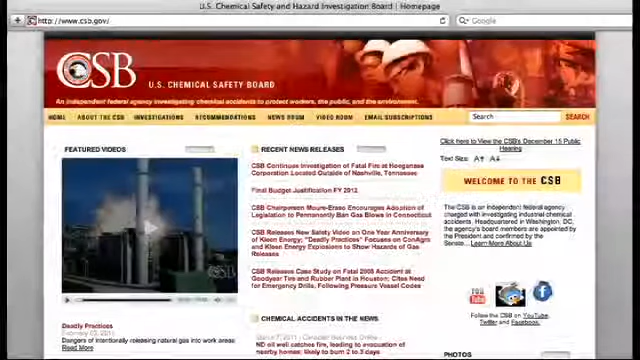 U.S. Chemical Safety and Hazard Investigation Board | Homepage
http://www.csb.gov/
Google
CSB
U.S. CHEMICAL SAFETY BOARD
An independent federal agency investigating chemical accidents to protect workers, the public, and the environment.
HOME ABOUT THE CSB INVESTIGATIONS RECOMMENDATIONS NEWS ROOM VIDEO ROOM EMAIL SUBSCRIPTIONS
Search SEARCH
FEATURED VIDEOS
Deadly Practices
Dangers of intentionally releasing natural gas into work areas
Read More
RECENT NEWS RELEASES
CSB Continues Investigation of Fatal Fire at Hoeganaes
Corporation Located Outside of Nashville, Tennessee
Final Budget Justification FY 2012
CSB Chairperson Moure-Eraso Encourages Adoption of
Legislation to Permanently Ban Gas Blows in Connecticut
CSB Releases New Safety Video on One Year Anniversary
of Kleen Energy; "Deadly Practices" Focuses on ConAgra
and Kleen Energy Explosions to Show Hazards of Gas
Releases
CSB Releases Case Study on Fatal 2008 Accident at
Goodyear Tire and Rubber Plant in Houston; Cites Need
for Emergency Drills, Following Pressure Vessel Codes
CHEMICAL ACCIDENTS IN THE NEWS
ND oil well catches fire, leading to evacuation of
nearby homes; likely to burn 2 to 3 days
Click here to View the CSB's December 15 Public
Hearing
Text Size: A+ A-
WELCOME TO THE CSB
The CSB is an independent federal agency
charged with investigating industrial chemical
accidents. Headquartered in Washington, DC,
the agency's board members are appointed by
the President and confirmed by the
Senate... Learn More About Us
You
Tube
Follow the CSB on YouTube,
Twitter and Facebook.
PHOTOS